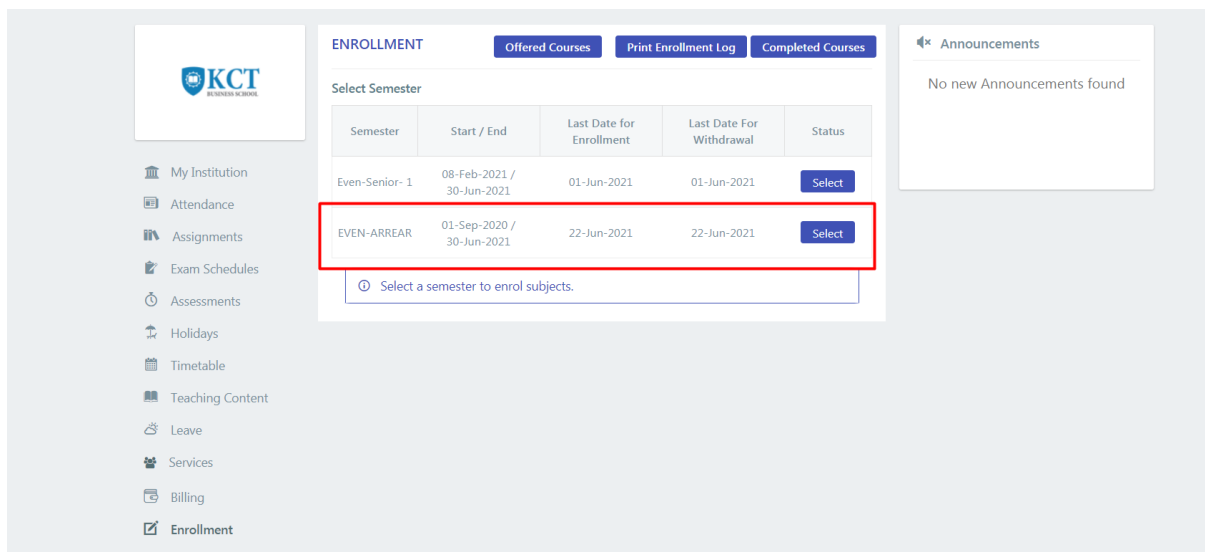 KCT
BUSINESS SCHOOL
My Institution
Attendance
Assignments
Exam Schedules
Assessments
Holidays
Timetable
Teaching Content
Leave
Services
Billing
Enrollment
ENROLLMENT
Offered Courses
Print Enrollment Log
Completed Courses
Select Semester
Semester
Start / End
Last Date for
Enrollment
Last Date For
Withdrawal
Status
Even-Senior- 1
08-Feb-2021 /
30-Jun-2021
01-Jun-2021
01-Jun-2021
Select
EVEN-ARREAR
01-Sep-2020 /
30-Jun-2021
22-Jun-2021
22-Jun-2021
Select
Select a semester to enrol subjects.
Announcements
No new Announcements found